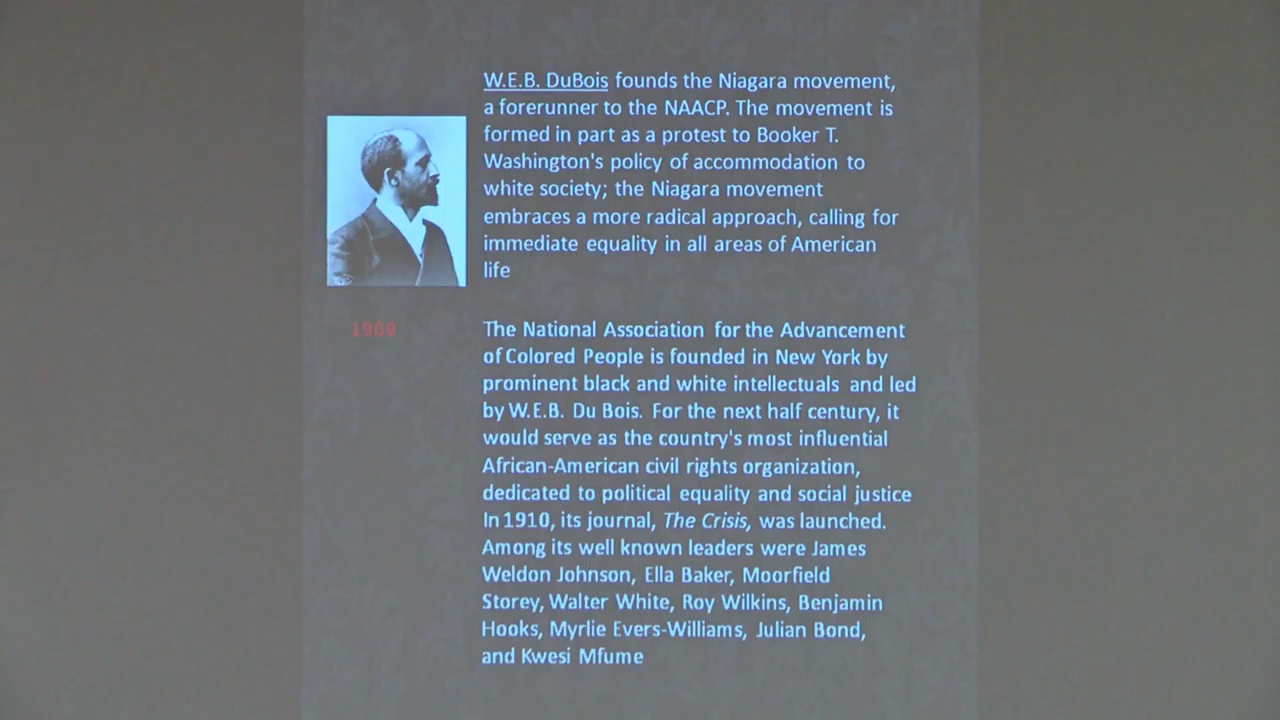 W.E.B. DuBois founds the Niagara movement,
a forerunner to the NAACP. The movement is
formed in part as a protest to Booker T.
Washington's policy of accommodation to
white society; the Niagara movement
embraces a more radical approach, calling for
immediate equality in all areas of American
life
1909
The National Association for the Advancement
of Colored People is founded in New York by
prominent black and white intellectuals and led
by W.E.B. Du Bois. For the next half century, it
would serve as the country's most influential
African-American civil rights organization,
dedicated to political equality and social justice
In 1910, its journal, The Crisis, was launched.
Among its well known leaders were James
Weldon Johnson, Ella Baker, Moorfield
Storey, Walter White, Roy Wilkins, Benjamin
Hooks, Myrlie Evers-Williams, Julian Bond,
and Kwesi Mfume